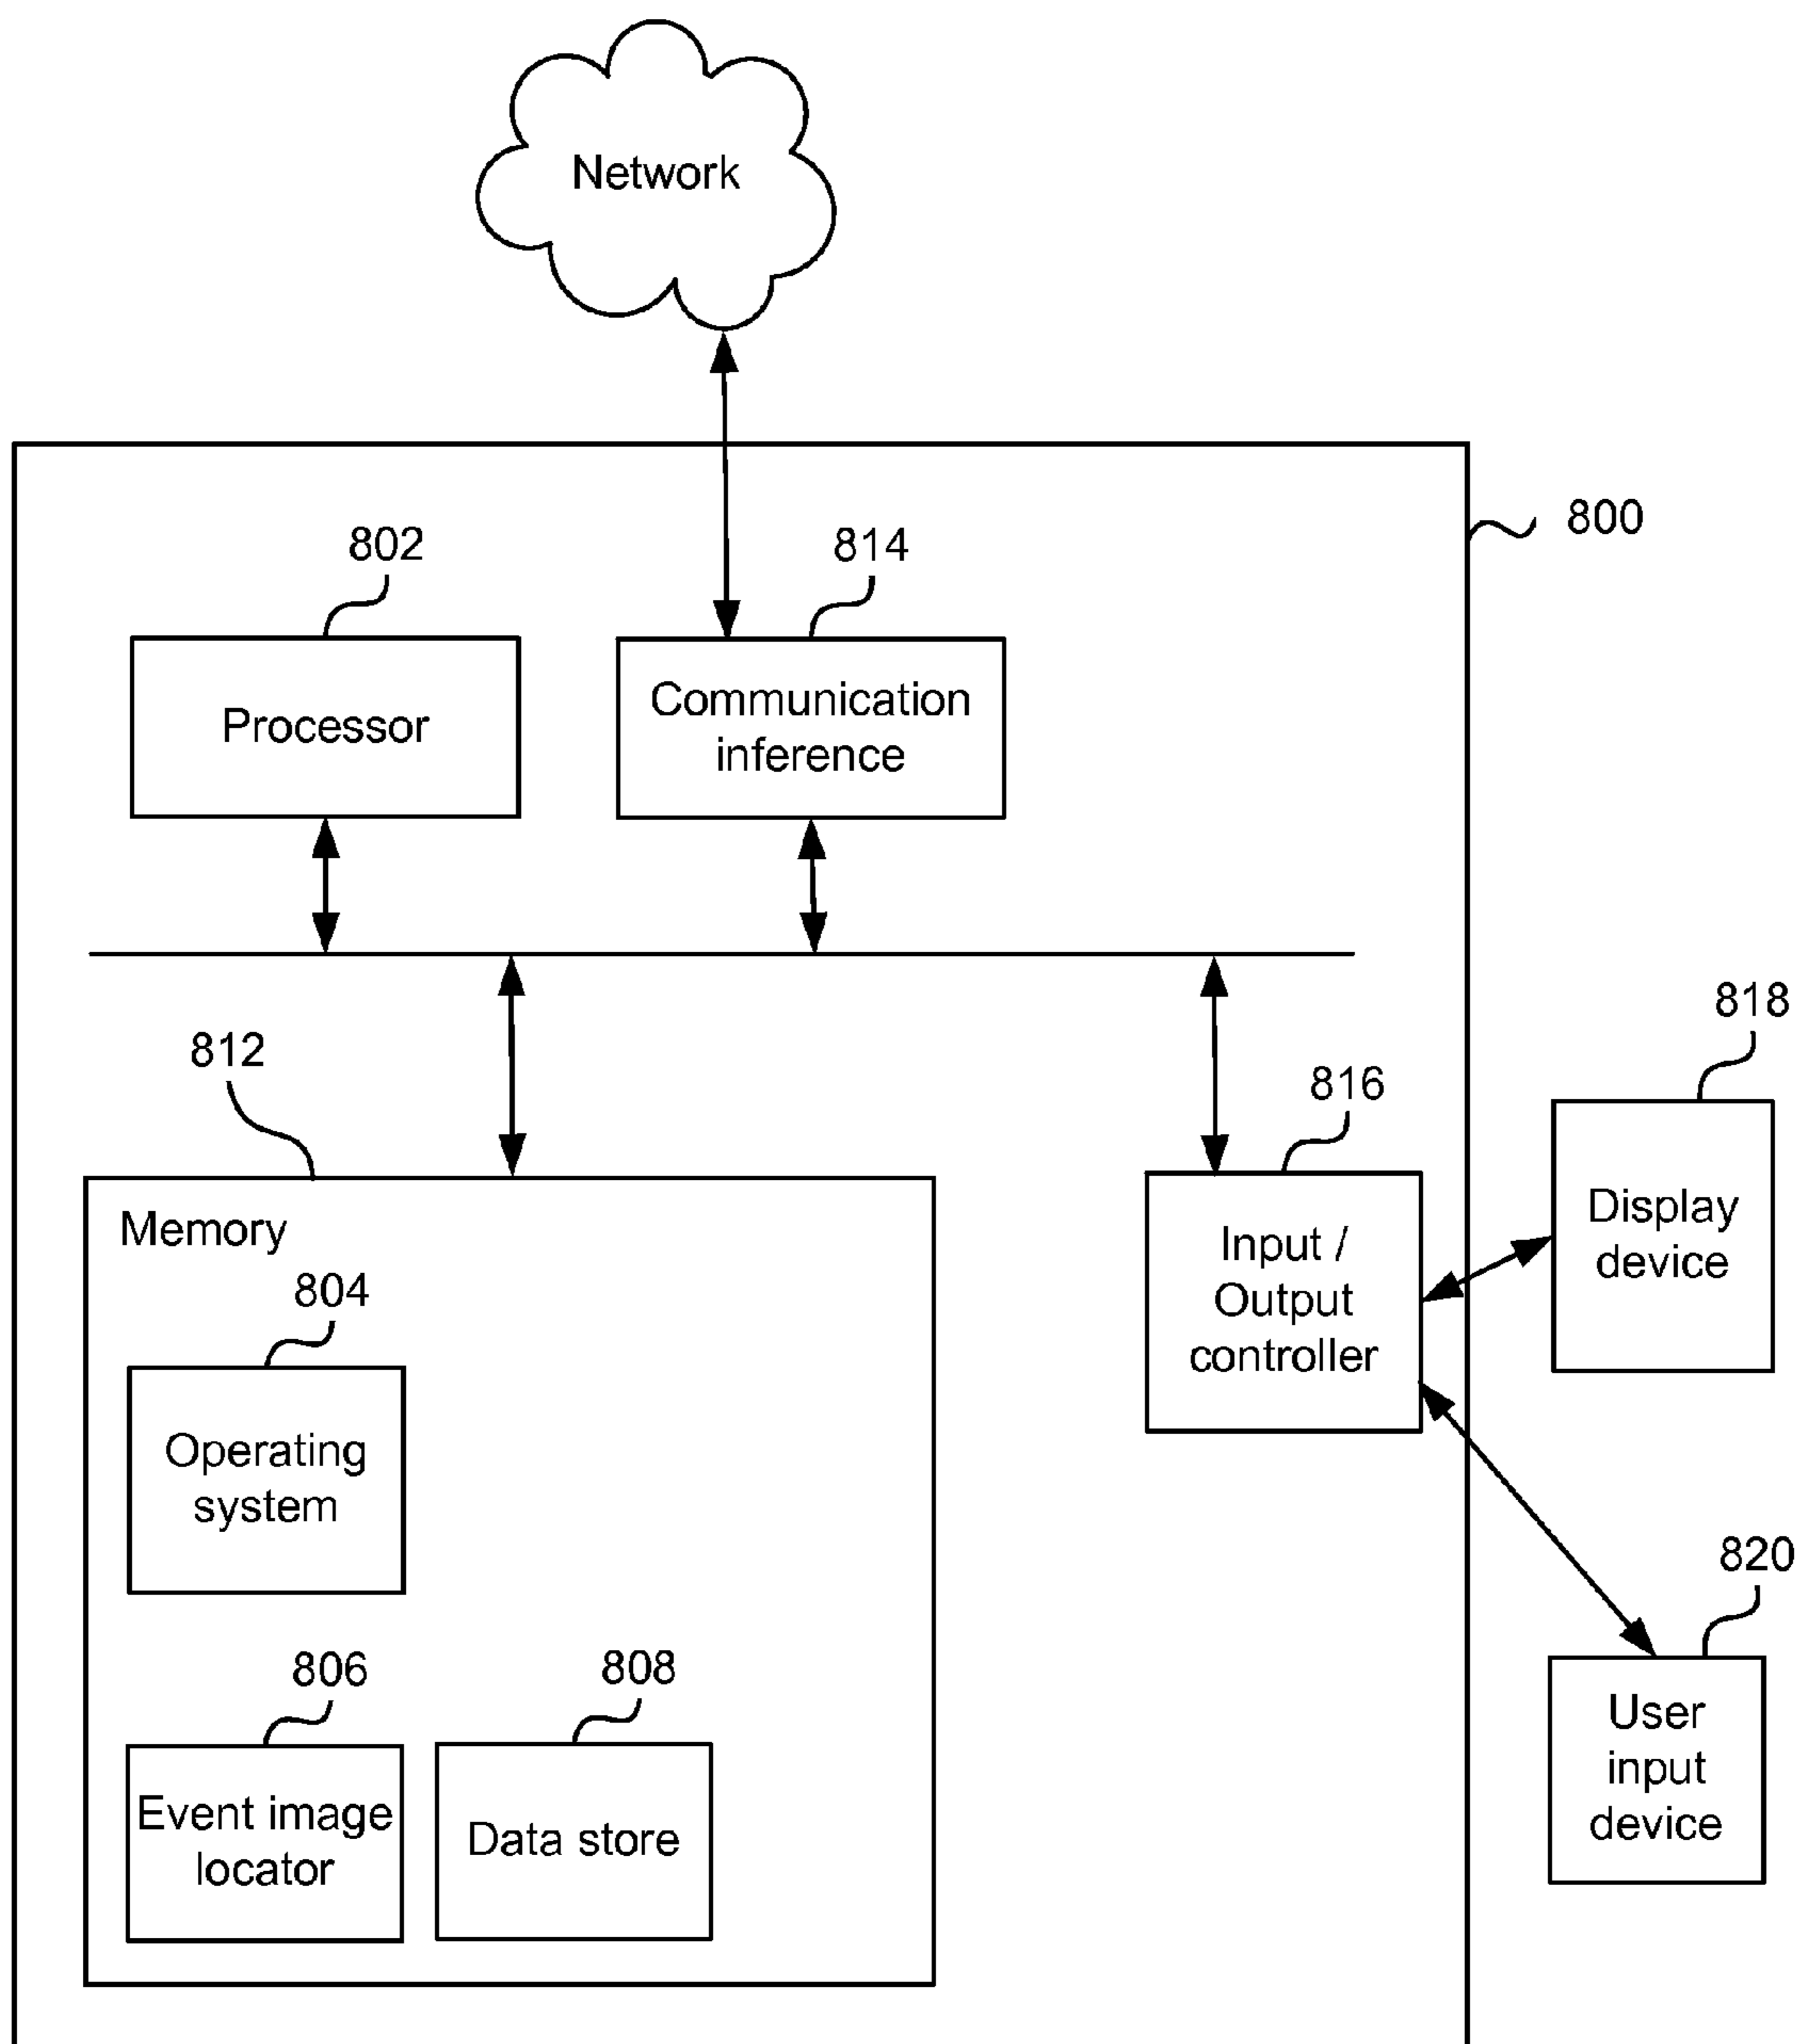 Network
800
802
814
Processor
Communication
inference
818
812
816
Memory
Display
device
Input /
Output
controller
804
Operating
system
820
806
808
User
input
device
Event image
locator
Data store